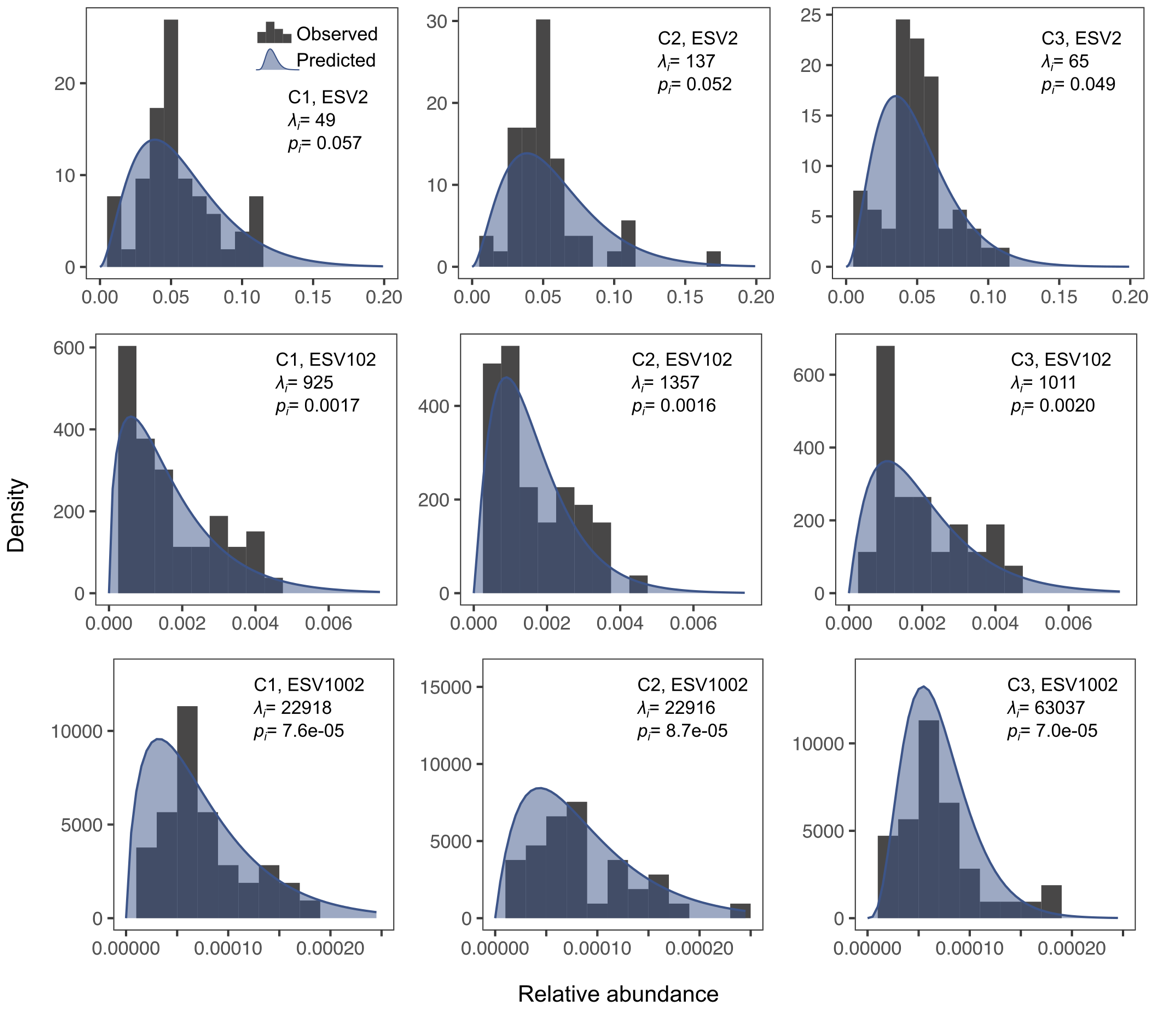 Observed
Predicted
C1, ESV2
λi= 49
pi= 0.057
20
10
0
0.00 0.05 0.10 0.15 0.20
C2, ESV2
λi= 137
pi= 0.052
30
20
10
0
0.00 0.05 0.10 0.15 0.20
C3, ESV2
λi= 65
pi= 0.049
25
20
15
10
5
0
0.00 0.05 0.10 0.15 0.20
C1, ESV102
λi= 925
pi= 0.0017
600
400
200
0
0.000 0.002 0.004 0.006
C2, ESV102
λi= 1357
pi= 0.0016
400
200
0
0.000 0.002 0.004 0.006
C3, ESV102
λi= 1011
pi= 0.0020
600
400
200
0
0.000 0.002 0.004 0.006
Density
C1, ESV1002
λi= 22918
pi= 7.6e-05
10000
5000
0
0.00000 0.00010 0.00020
C2, ESV1002
λi= 22916
pi= 8.7e-05
15000
10000
5000
0
0.00000 0.00010 0.00020
C3, ESV1002
λi= 63037
pi= 7.0e-05
10000
5000
0
0.00000 0.00010 0.00020
Relative abundance